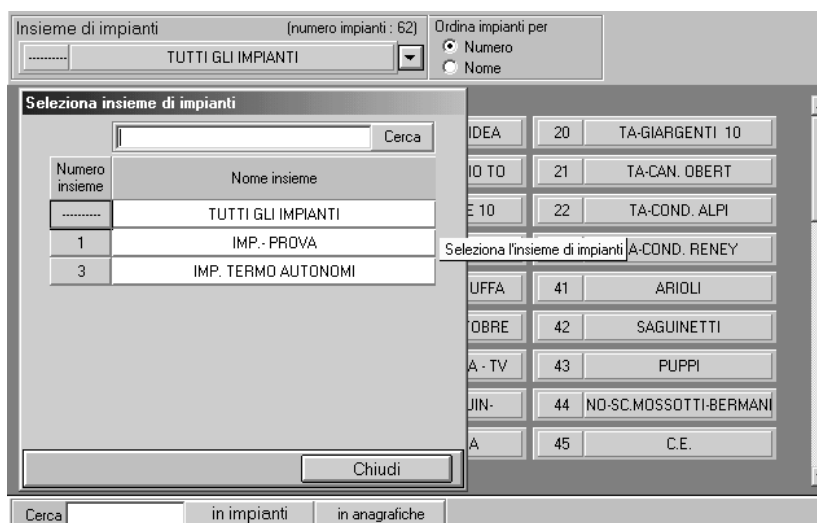 Insieme di impianti (numero impianti : 62) Ordina impianti per
---------- TUTTI GLI IMPIANTI
Numero
Nome
Seleziona insieme di impianti
Cerca
Numero insieme Nome insieme
---------- TUTTI GLI IMPIANTI
1 IMP.- PROVA
3 IMP. TERMO AUTONOMI
Chiudi
IDEA 20 TA-GIARGENTI 10
IO TO 21 TA-CAN. OBERT
E 10 22 TA-COND. ALPI
Seleziona l'insieme di impianti A-COND. RENEY
UFFA 41 ARIOLI
TOBRE 42 SAGUINETTI
A - TV 43 PUPPI
UIN- 44 NO-SC.MOSSOTTI-BERMANI
A 45 C.E.
Cerca in impianti in anagrafiche